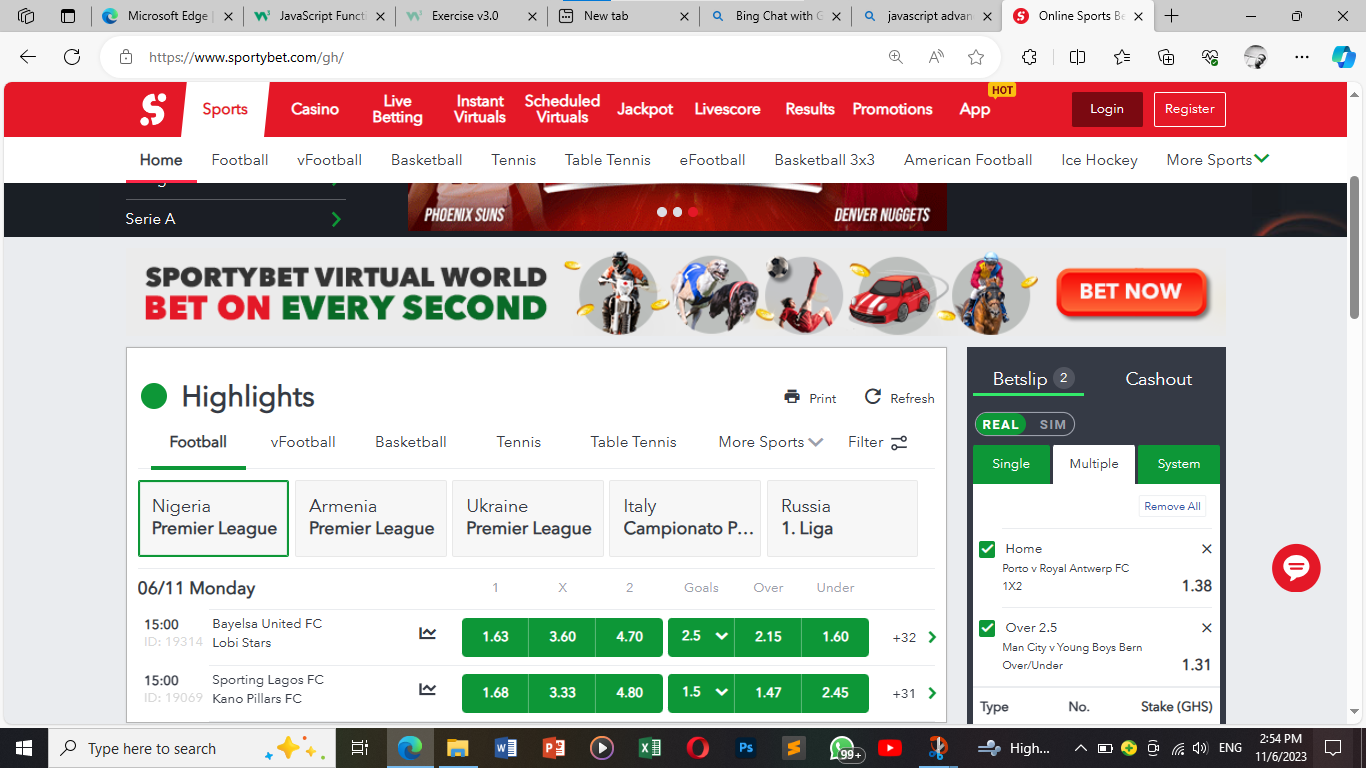 Microsoft Edge |
JavaScript Funct
Exercise v3.0
New tab
Bing Chat with G
javascript advan
Online Sports Be
https://www.sportybet.com/gh/
Sports
Casino
Live
Betting
Instant
Virtuals
Scheduled
Virtuals
Jackpot
Livescore
Results
Promotions
App
HOT
Login
Register
Home
Football
vFootball
Basketball
Tennis
Table Tennis
eFootball
Basketball 3x3
American Football
Ice Hockey
More Sports
Serie A
PHOENIX SUNS
DENVER NUGGETS
SPORTYBET VIRTUAL WORLD
BET ON EVERY SECOND
BET NOW
Highlights
Print
Refresh
Football
vFootball
Basketball
Tennis
Table Tennis
More Sports
Filter
Nigeria
Premier League
Armenia
Premier League
Ukraine
Premier League
Italy
Campionato P...
Russia
1. Liga
06/11 Monday
1
X
2
Goals
Over
Under
15:00
ID: 19314
Bayelsa United FC
Lobi Stars
1.63
3.60
4.70
2.5
2.15
1.60
+32
15:00
ID: 19069
Sporting Lagos FC
Kano Pillars FC
1.68
3.33
4.80
1.5
1.47
2.45
+31
Betslip 2
Cashout
REAL
SIM
Single
Multiple
System
Remove All
Home
Porto v Royal Antwerp FC
1X2
1.38
Over 2.5
Man City v Young Boys Bern
Over/Under
1.31
Type
No.
Stake (GHS)
Type here to search
99+
High...
ENG
2:54 PM
11/6/2023